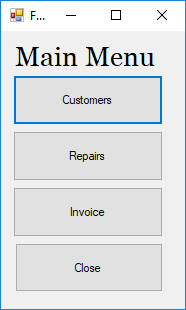 F...
Main Menu
Customers
Repairs
Invoice
Close